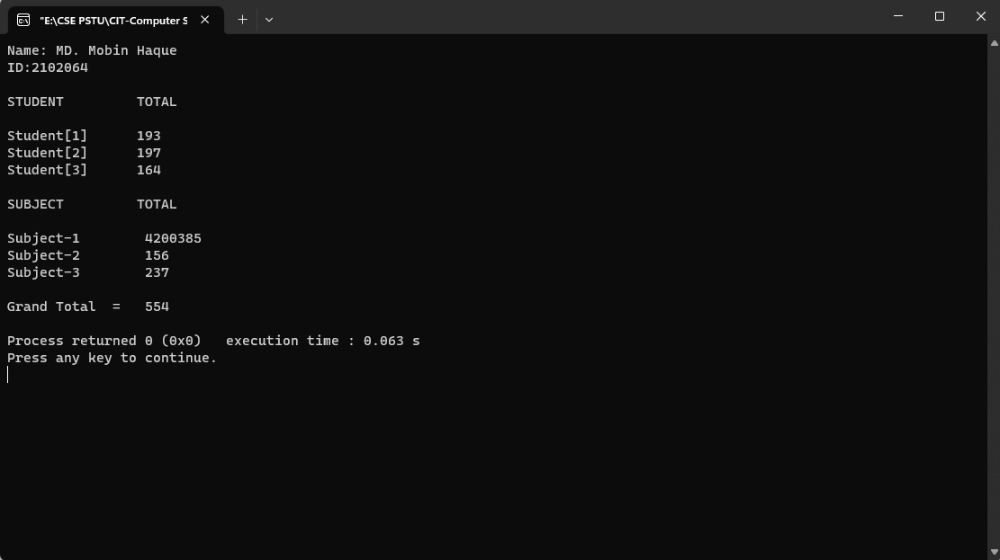 "E:\CSE PSTU\CIT-Computer S
Name: MD. Mobin Haque
ID:2102064
STUDENT         TOTAL
Student[1]      193
Student[2]      197
Student[3]      164
SUBJECT         TOTAL
Subject-1        4200385
Subject-2        156
Subject-3        237
Grand Total  =   554
Process returned 0 (0x0)   execution time : 0.063 s
Press any key to continue.